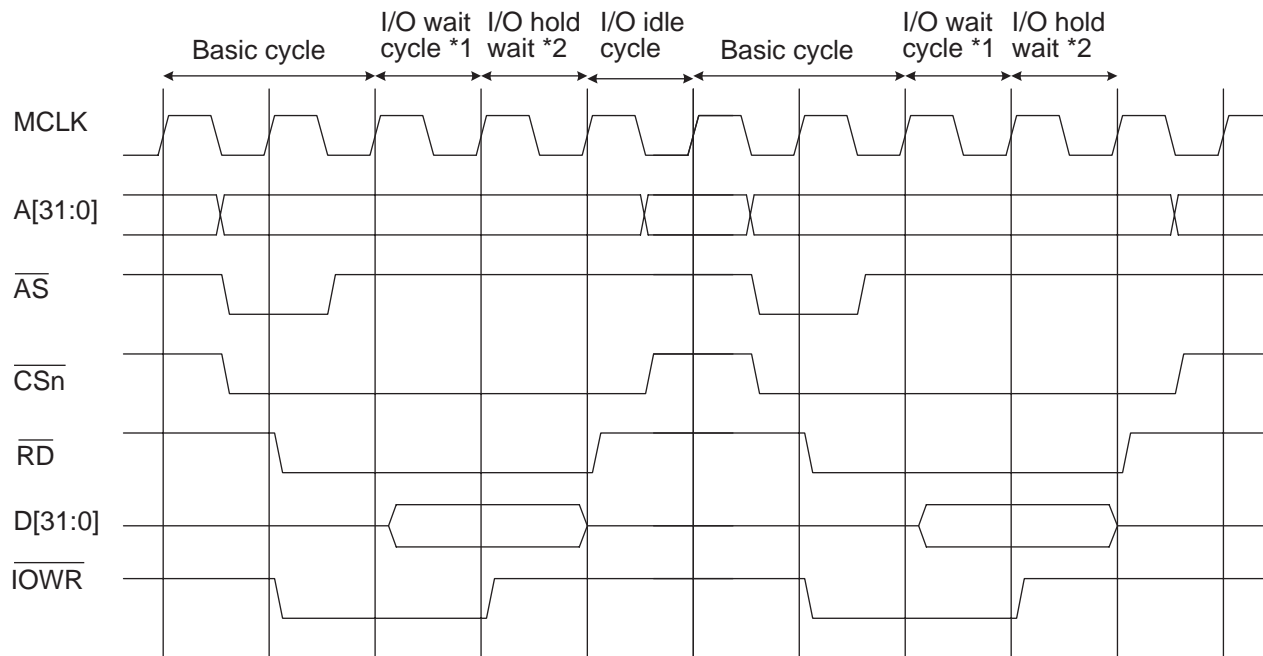 I/O wait
cycle *1
I/O hold
wait *2
I/O idle
cycle
I/O wait
cycle *1
I/O hold
wait *2
Basic cycle
Basic cycle
MCLK
A[31:0]
AS
CSn
RD
D[31:0]
IOWR